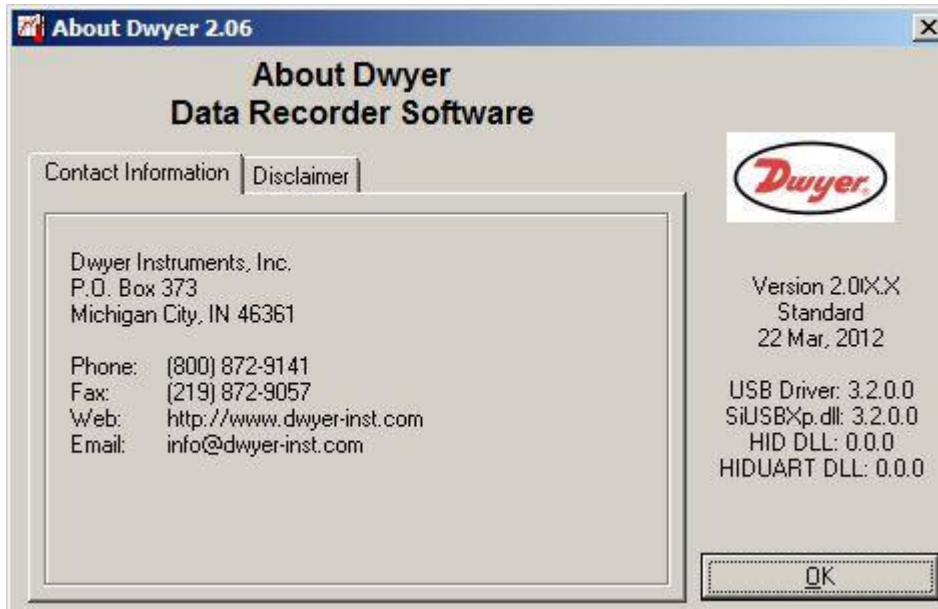 About Dwyer 2.06
About Dwyer
Data Recorder Software
Contact Information
Disclaimer
Dwyer Instruments, Inc.
P.O. Box 373
Michigan City, IN 46361
Phone: (800) 872-9141
Fax: (219) 872-9057
Web: http://www.dwyer-inst.com
Email: info@dwyer-inst.com
Dwyer
Version 2.0IX.X
Standard
22 Mar, 2012
USB Driver: 3.2.0.0
SiUSBXp.dll: 3.2.0.0
HID DLL: 0.0.0
HIDUART DLL: 0.0.0
OK